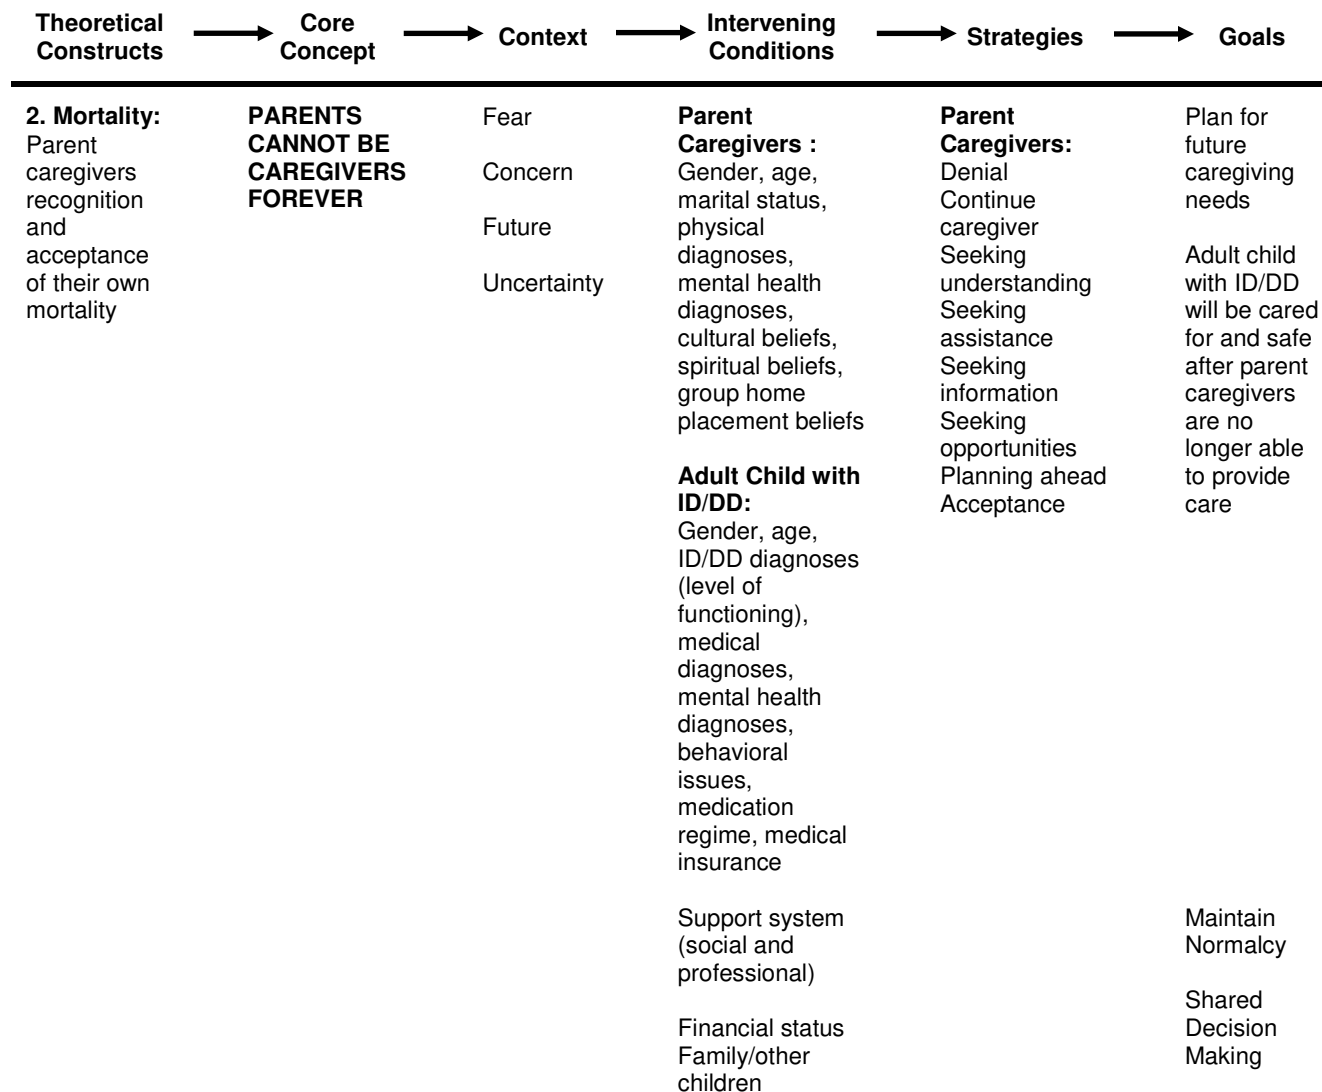 Theoretical
Constructs
Core
Concept
Context
Intervening
Conditions
Strategies
Goals
2. Mortality:
Parent
caregivers
recognition
and
acceptance
of their own
mortality
PARENTS
CANNOT BE
CAREGIVERS
FOREVER
Fear
Concern
Future
Uncertainty
Parent
Caregivers :
Gender, age,
marital status,
physical
diagnoses,
mental health
diagnoses,
cultural beliefs,
spiritual beliefs,
group home
placement beliefs
Adult Child with
ID/DD:
Gender, age,
ID/DD diagnoses
(level of
functioning),
medical
diagnoses,
mental health
diagnoses,
behavioral
issues,
medication
regime, medical
insurance
Support system
(social and
professional)
Financial status
Family/other
children
Parent
Caregivers:
Denial
Continue
caregiver
Seeking
understanding
Seeking
assistance
Seeking
information
Seeking
opportunities
Planning ahead
Acceptance
Plan for
future
caregiving
needs
Adult child
with ID/DD
will be cared
for and safe
after parent
caregivers
are no
longer able
to provide
care
Maintain
Normalcy
Shared
Decision
Making